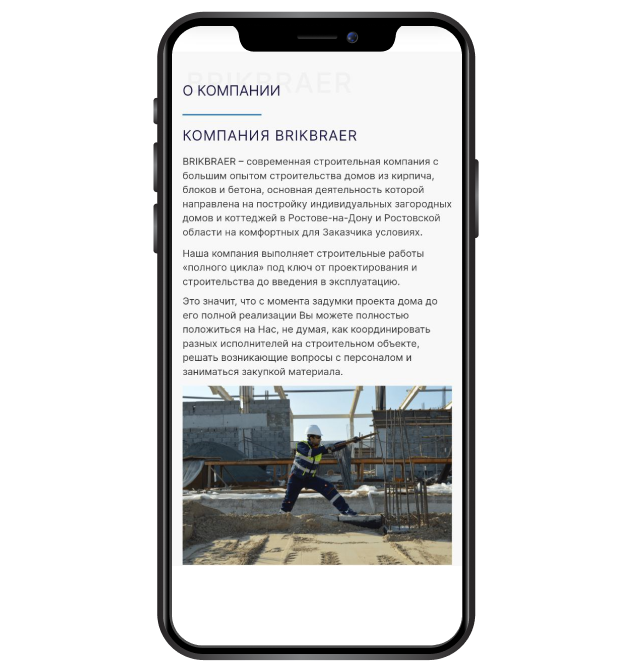 BRIKBRAER
О КОМПАНИИ
КОМПАНИЯ BRIKBRAER
BRIKBRAER – современная строительная компания с
большим опытом строительства домов из кирпича,
блоков и бетона, основная деятельность которой
направлена на постройку индивидуальных загородных
домов и коттеджей в Ростове-на-Дону и Ростовской
области на комфортных для Заказчика условиях.
Наша компания выполняет строительные работы
«полного цикла» под ключ от проектирования и
строительства до введения в эксплуатацию.
Это значит, что с момента задумки проекта дома до
его полной реализации Вы можете полностью
положиться на Нас, не думая, как координировать
разных исполнителей на строительном объекте,
решать возникающие вопросы с персоналом и
заниматься закупкой материала.